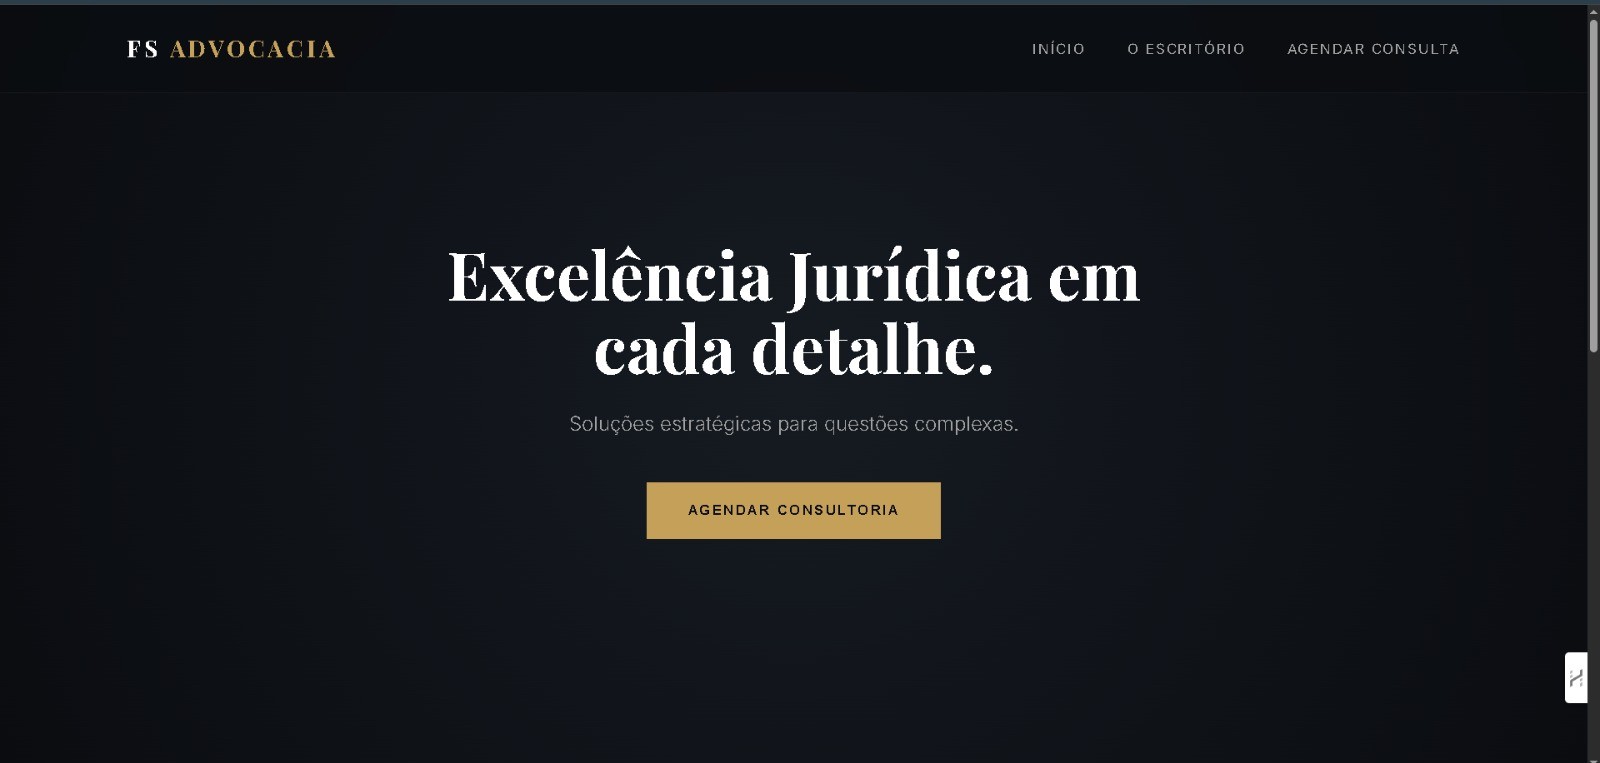 FS ADVOCACIA
INÍCIO
O ESCRITÓRIO
AGENDAR CONSULTA
Excelência Jurídica em
cada detalhe.
Soluções estratégicas para questões complexas.
AGENDAR CONSULTORIA